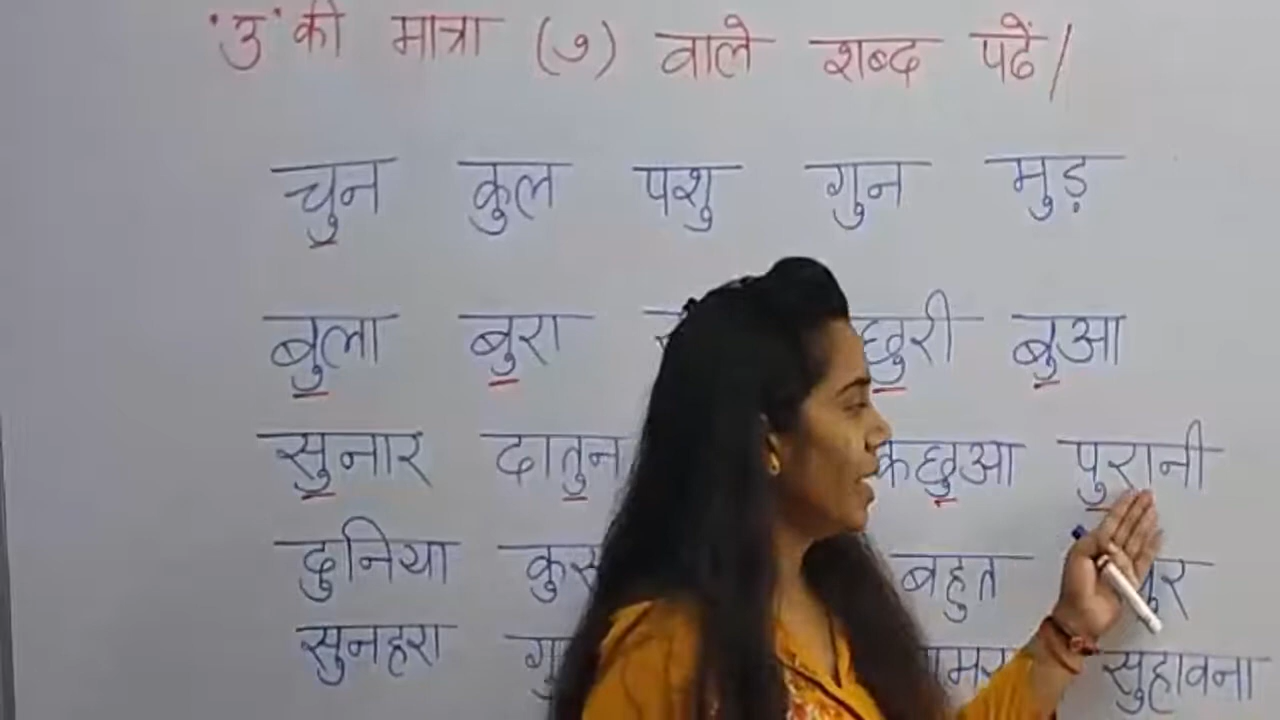 'उ' की मात्रा (ु) वाले शब्द पढें।
चुन कुल पशु गुन मुड़
बुला बुरा छुरी बुआ
सुनार दातुन कछुआ पुरानी
दुनिया बहुत
सुनहरा सुहावना